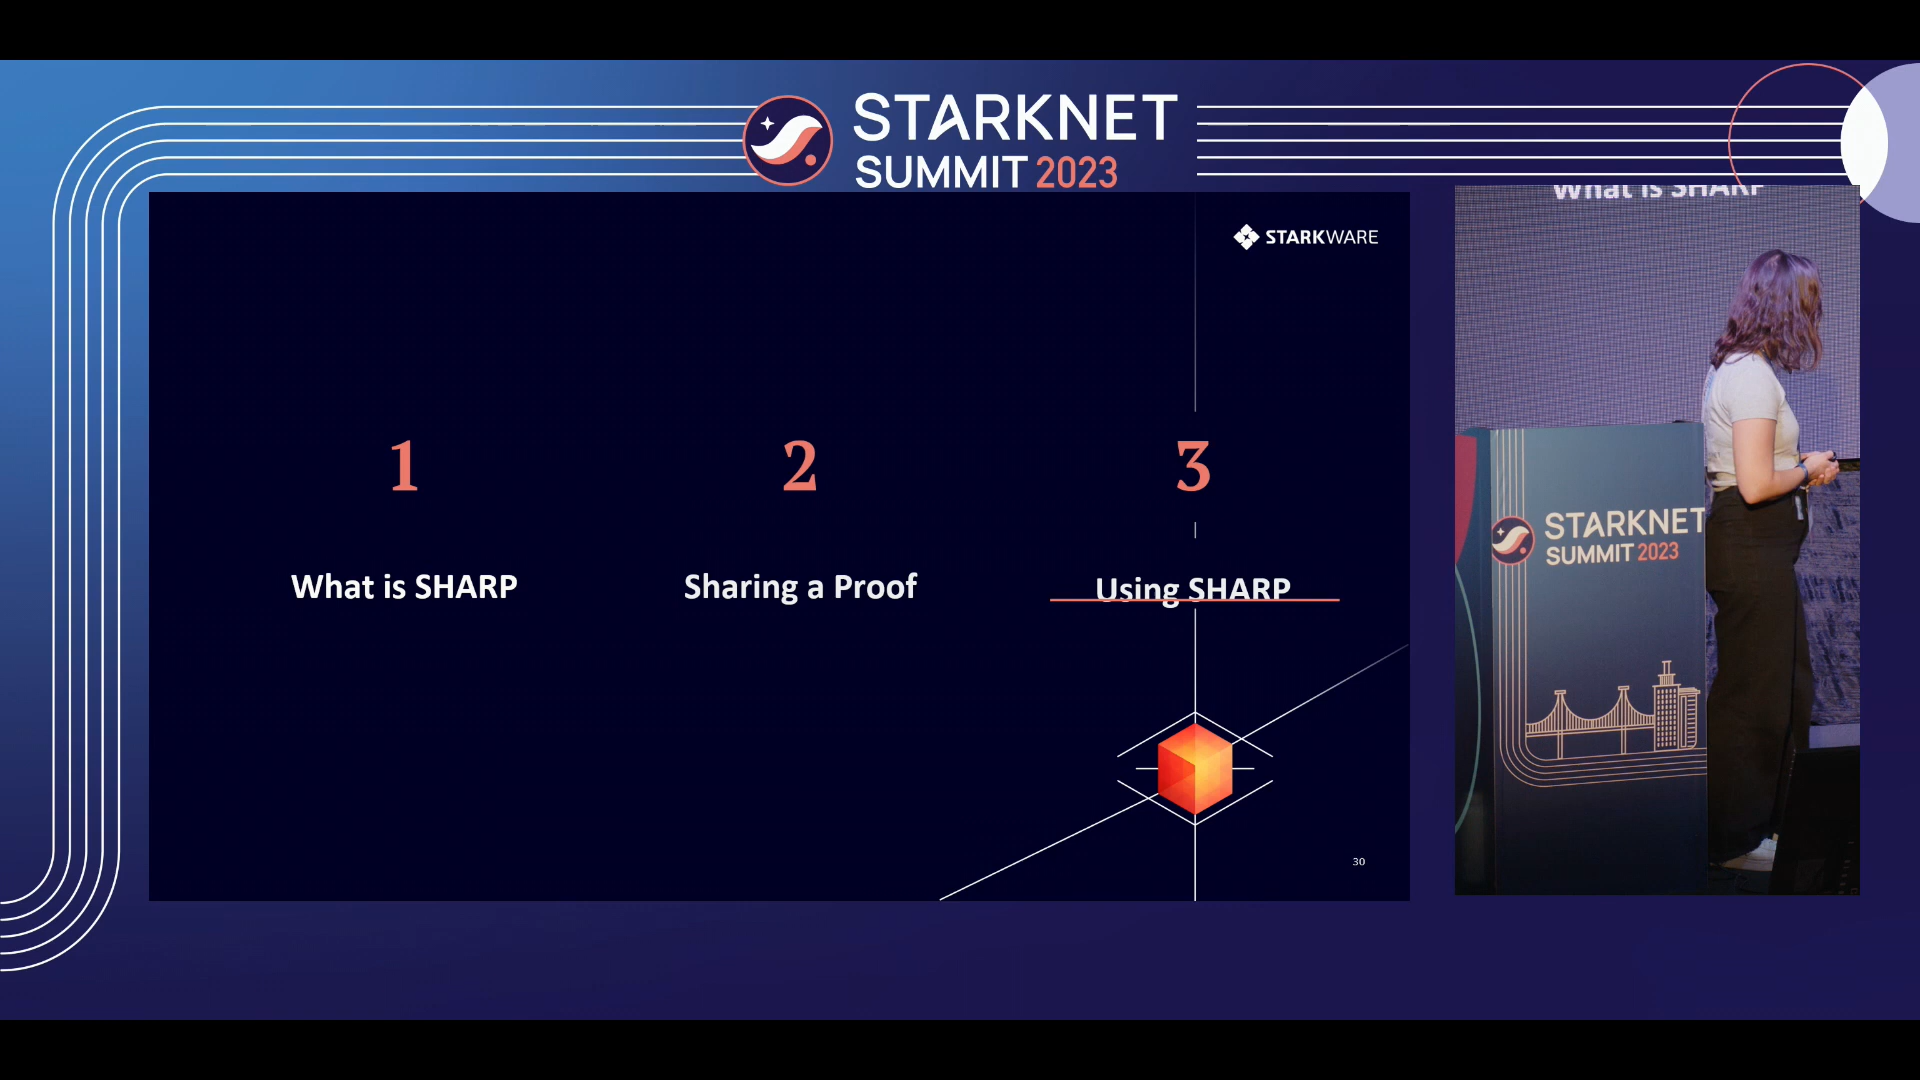 STARKNET
SUMMIT 2023
STARKWARE
1
2
3
What is SHARP
Sharing a Proof
Using SHARP
30
What is SHARP
STARKNET
SUMMIT 2023